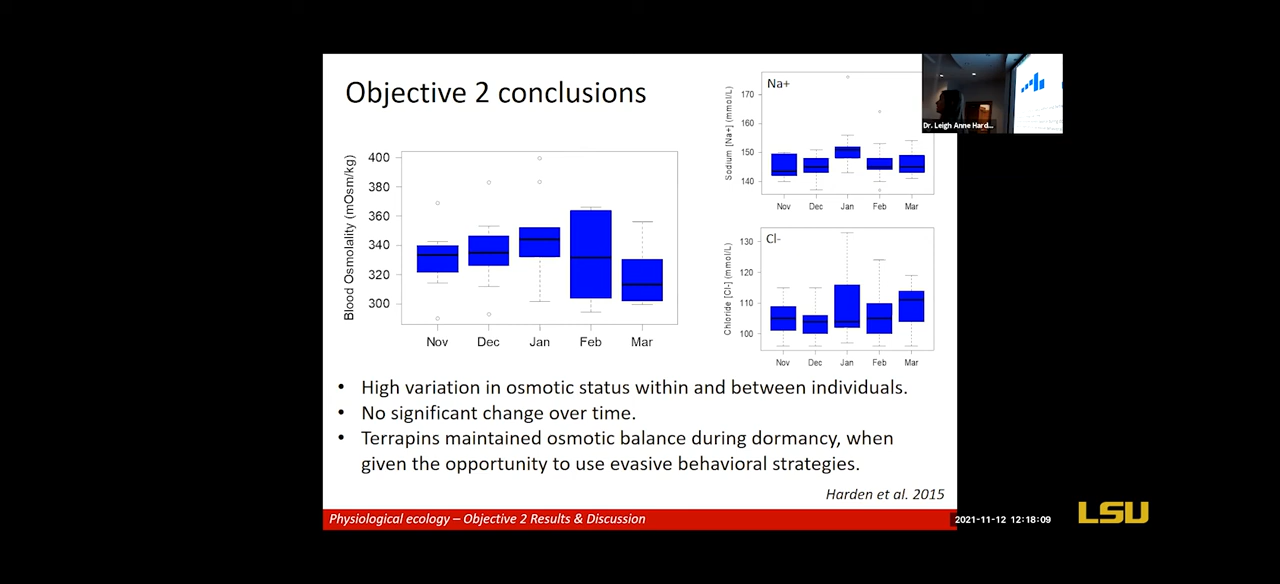 Objective 2 conclusions
Blood Osmolality (mOsm/kg)
400
380
360
340
320
300
Nov Dec Jan Feb Mar
Na+
Sodium [Na+] (mmol/L)
170
160
150
140
Nov Dec Jan Feb Mar
Cl-
Chloride [Cl-] (mmol/L)
130
120
110
100
Nov Dec Jan Feb Mar
Dr. Leigh Anne Hard...
• High variation in osmotic status within and between individuals.
• No significant change over time.
• Terrapins maintained osmotic balance during dormancy, when
given the opportunity to use evasive behavioral strategies.
Harden et al. 2015
Physiological ecology – Objective 2 Results & Discussion
2021-11-12 12:18:09
LSU